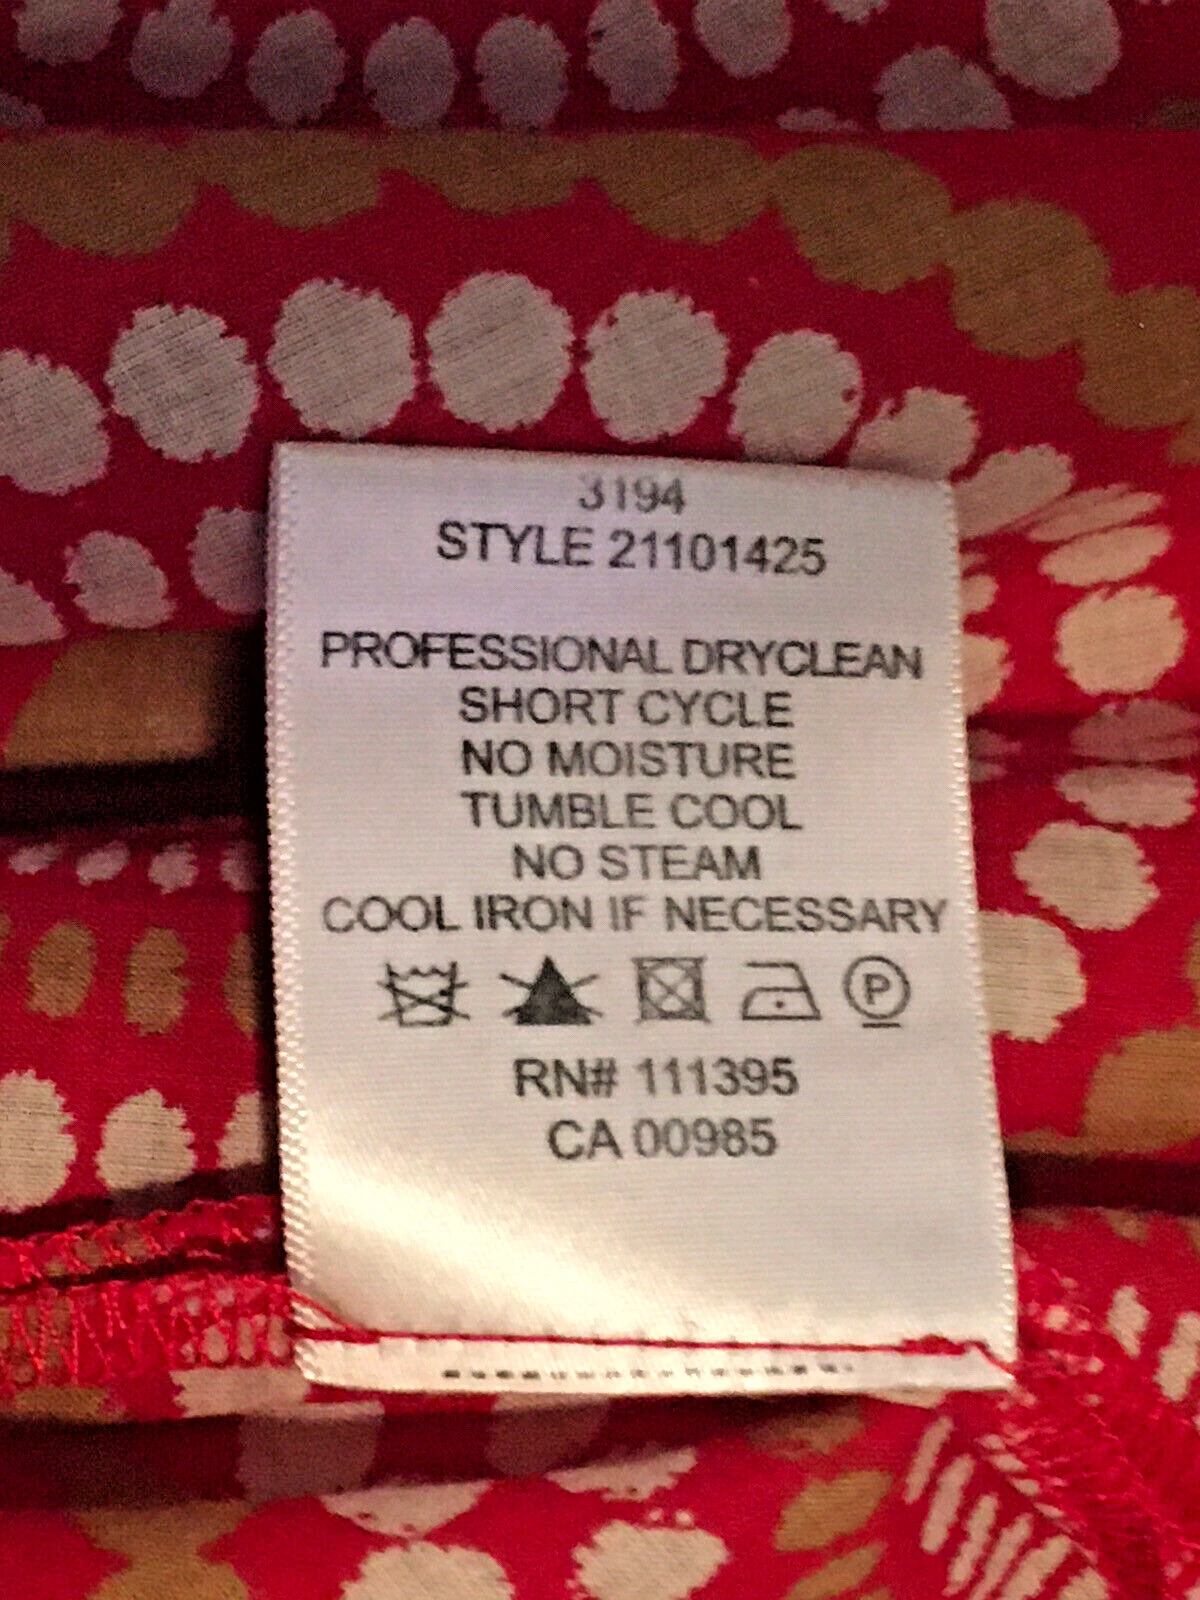 3194
STYLE 21101425
PROFESSIONAL DRYCLEAN
SHORT CYCLE
NO MOISTURE
TUMBLE COOL
NO STEAM
COOL IRON IF NECESSARY
P
RN# 111395
CA 00985